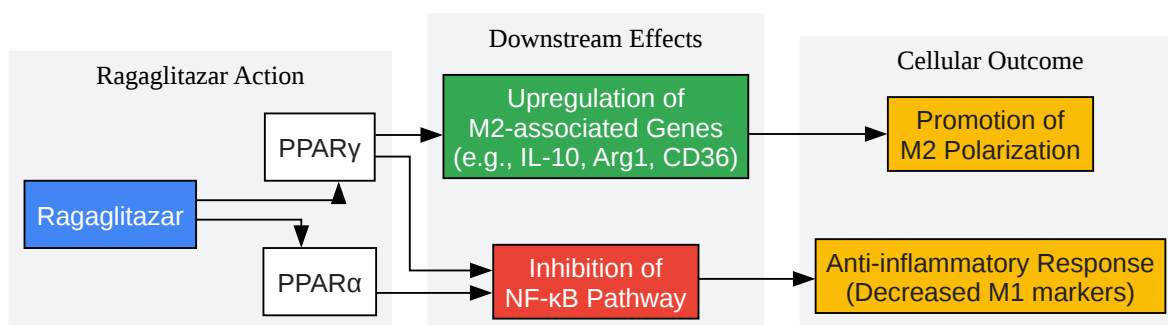 Ragaglitazar Action
Downstream Effects
Cellular Outcome
Ragaglitazar
PPARγ
PPARα
Upregulation of
M2-associated Genes
(e.g., IL-10, Arg1, CD36)
Inhibition of
NF-κB Pathway
Promotion of
M2 Polarization
Anti-inflammatory Response
(Decreased M1 markers)